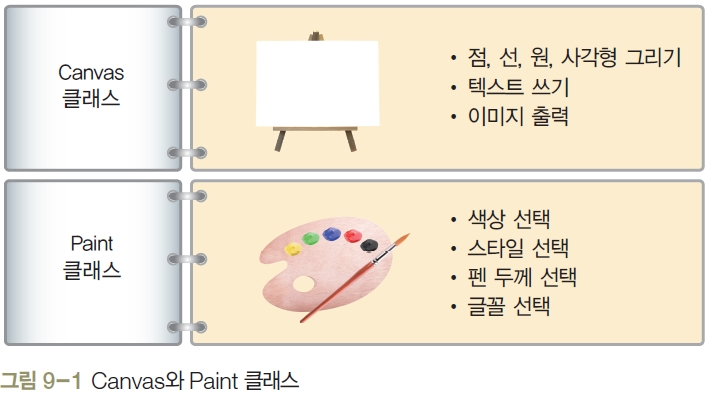 Canvas
클래스
• 점, 선, 원, 사각형 그리기
• 텍스트 쓰기
• 이미지 출력
Paint
클래스
• 색상 선택
• 스타일 선택
• 펜 두께 선택
• 글꼴 선택
그림 9-1 Canvas와 Paint 클래스